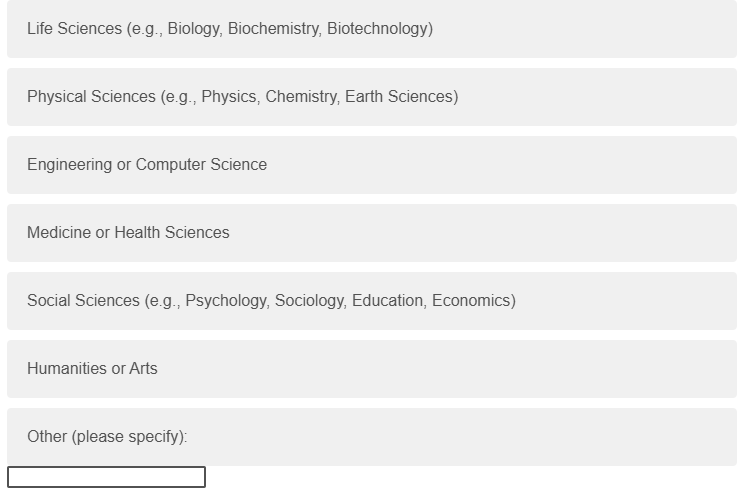 Life Sciences (e.g., Biology, Biochemistry, Biotechnology)
Physical Sciences (e.g., Physics, Chemistry, Earth Sciences)
Engineering or Computer Science
Medicine or Health Sciences
Social Sciences (e.g., Psychology, Sociology, Education, Economics)
Humanities or Arts
Other (please specify):